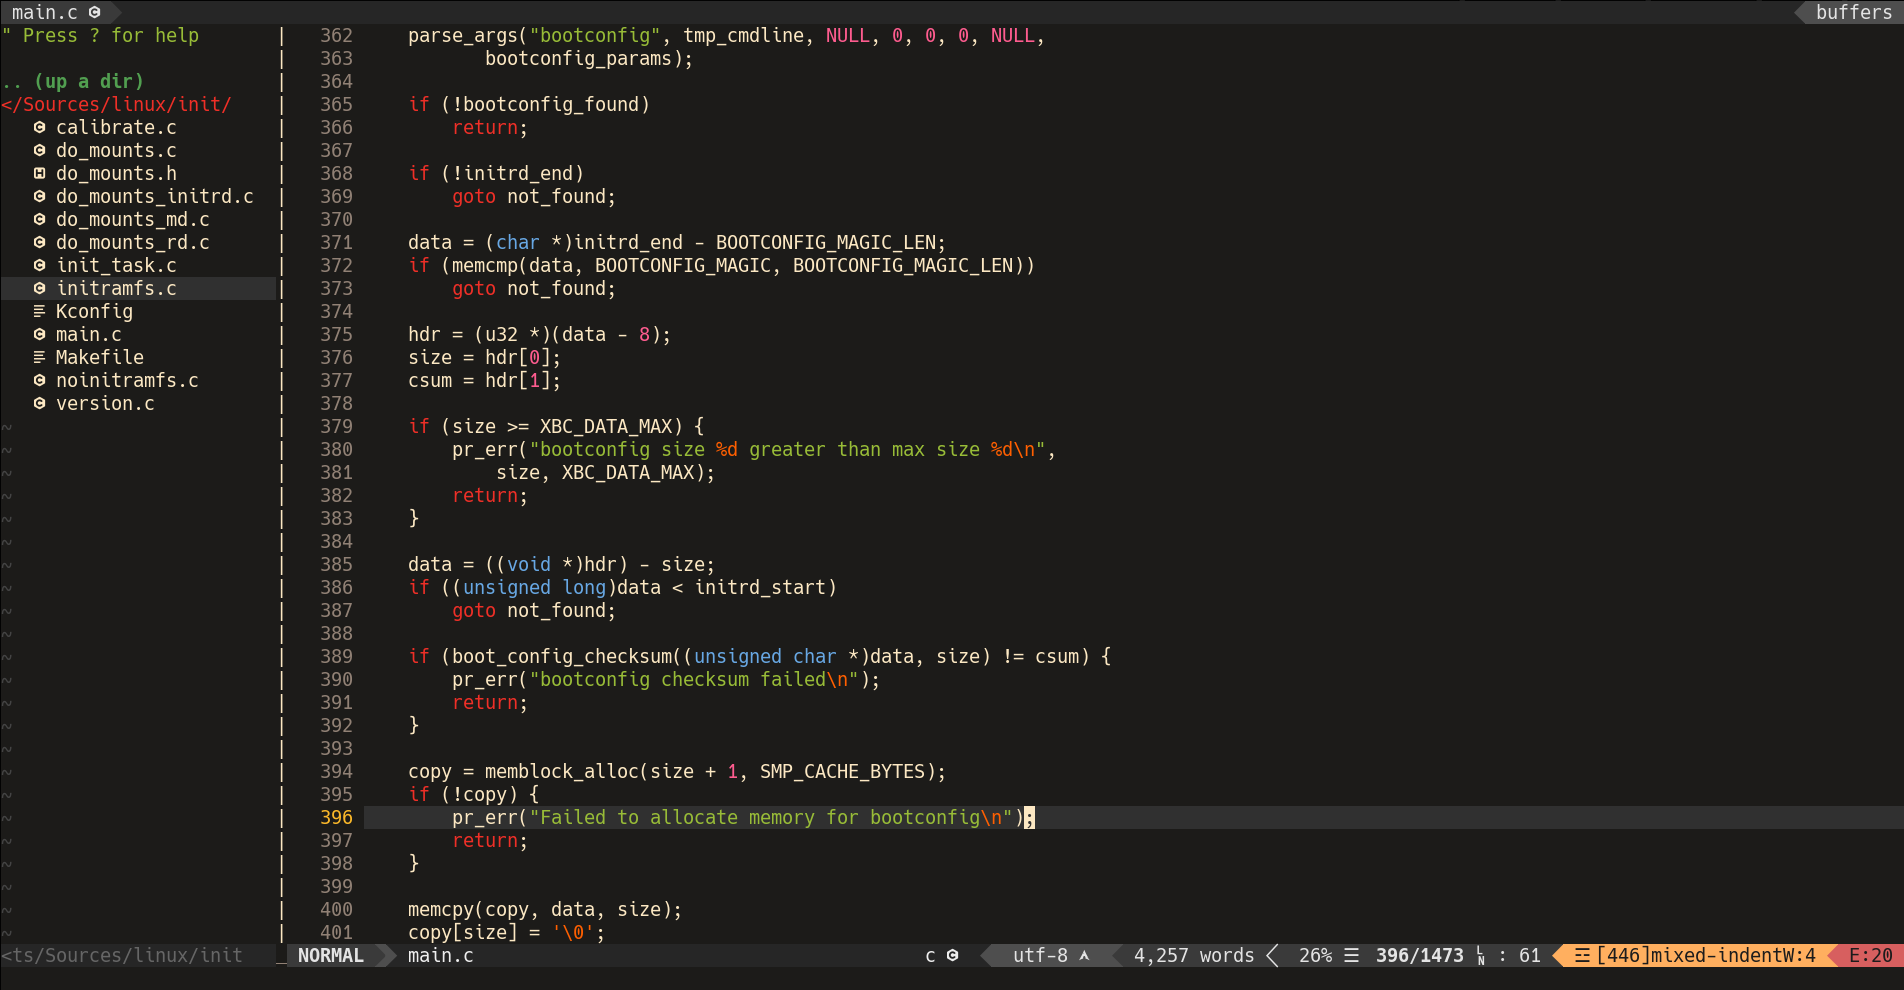 main.c
buffers
" Press ? for help
.. (up a dir)
</Sources/linux/init/
calibrate.c
do_mounts.c
do_mounts.h
do_mounts_initrd.c
do_mounts_md.c
do_mounts_rd.c
init_task.c
initramfs.c
Kconfig
main.c
Makefile
noinitramfs.c
version.c
362 parse_args("bootconfig", tmp_cmdline, NULL, 0, 0, 0, NULL,
363 bootconfig_params);
364
365 if (!bootconfig_found)
366 return;
367
368 if (!initrd_end)
369 goto not_found;
370
371 data = (char *)initrd_end - BOOTCONFIG_MAGIC_LEN;
372 if (memcmp(data, BOOTCONFIG_MAGIC, BOOTCONFIG_MAGIC_LEN))
373 goto not_found;
374
375 hdr = (u32 *)(data - 8);
376 size = hdr[0];
377 csum = hdr[1];
378
379 if (size >= XBC_DATA_MAX) {
380 pr_err("bootconfig size %d greater than max size %d\n",
381 size, XBC_DATA_MAX);
382 return;
383 }
384
385 data = ((void *)hdr) - size;
386 if ((unsigned long)data < initrd_start)
387 goto not_found;
388
389 if (boot_config_checksum((unsigned char *)data, size) != csum) {
390 pr_err("bootconfig checksum failed\n");
391 return;
392 }
393
394 copy = memblock_alloc(size + 1, SMP_CACHE_BYTES);
395 if (!copy) {
396 pr_err("Failed to allocate memory for bootconfig\n");
397 return;
398 }
399
400 memcpy(copy, data, size);
401 copy[size] = '\0';
<ts/Sources/linux/init NORMAL main.c c utf-8 4,257 words 26% ☰ 396/1473 LN : 61 ☲ [446]mixed-indentW:4 E:20